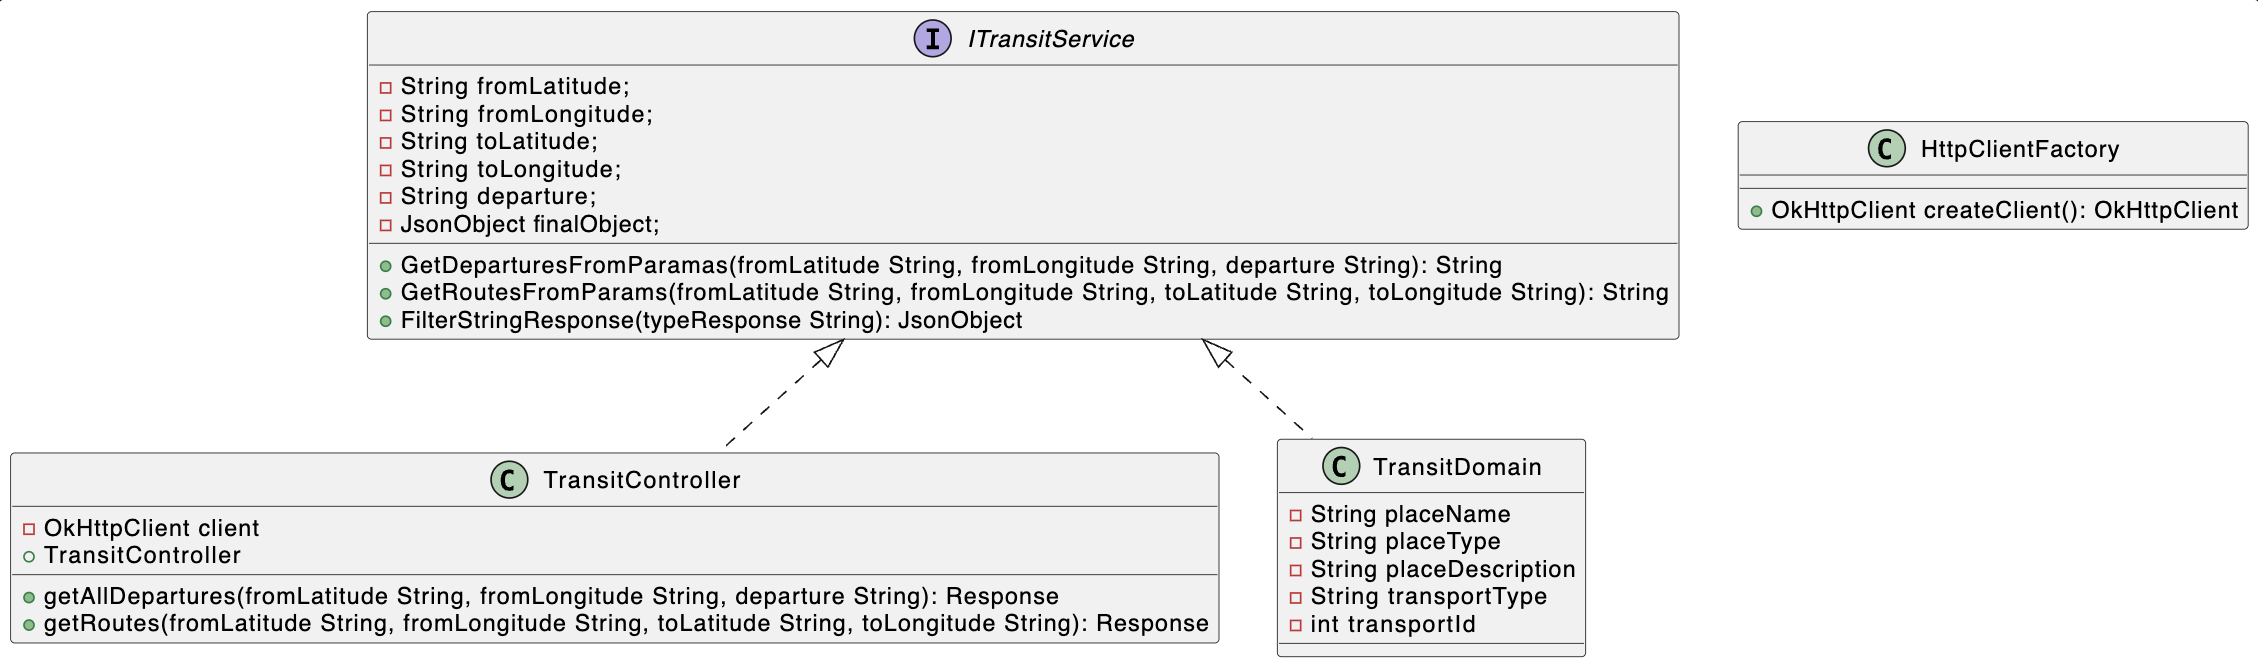 I ITransitService
String fromLatitude;
String fromLongitude;
String toLatitude;
String toLongitude;
String departure;
JsonObject finalObject;
GetDeparturesFromParamas(fromLatitude String, fromLongitude String, departure String): String
GetRoutesFromParams(fromLatitude String, fromLongitude String, toLatitude String, toLongitude String): String
FilterStringResponse(typeResponse String): JsonObject
C HttpClientFactory
OkHttpClient createClient(): OkHttpClient
C TransitController
OkHttpClient client
TransitController
getAllDepartures(fromLatitude String, fromLongitude String, departure String): Response
getRoutes(fromLatitude String, fromLongitude String, toLatitude String, toLongitude String): Response
C TransitDomain
String placeName
String placeType
String placeDescription
String transportType
int transportId